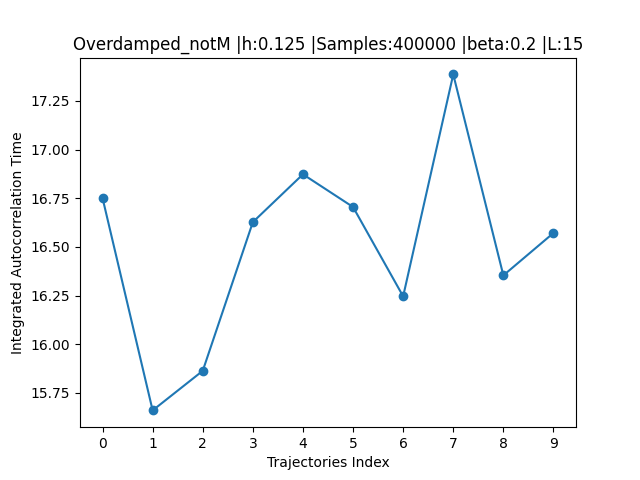 Overdamped_notM |h:0.125 |Samples:400000 |beta:0.2 |L:15
Integrated Autocorrelation Time
17.25
17.00
16.75
16.50
16.25
16.00
15.75
0 1 2 3 4 5 6 7 8 9
Trajectories Index